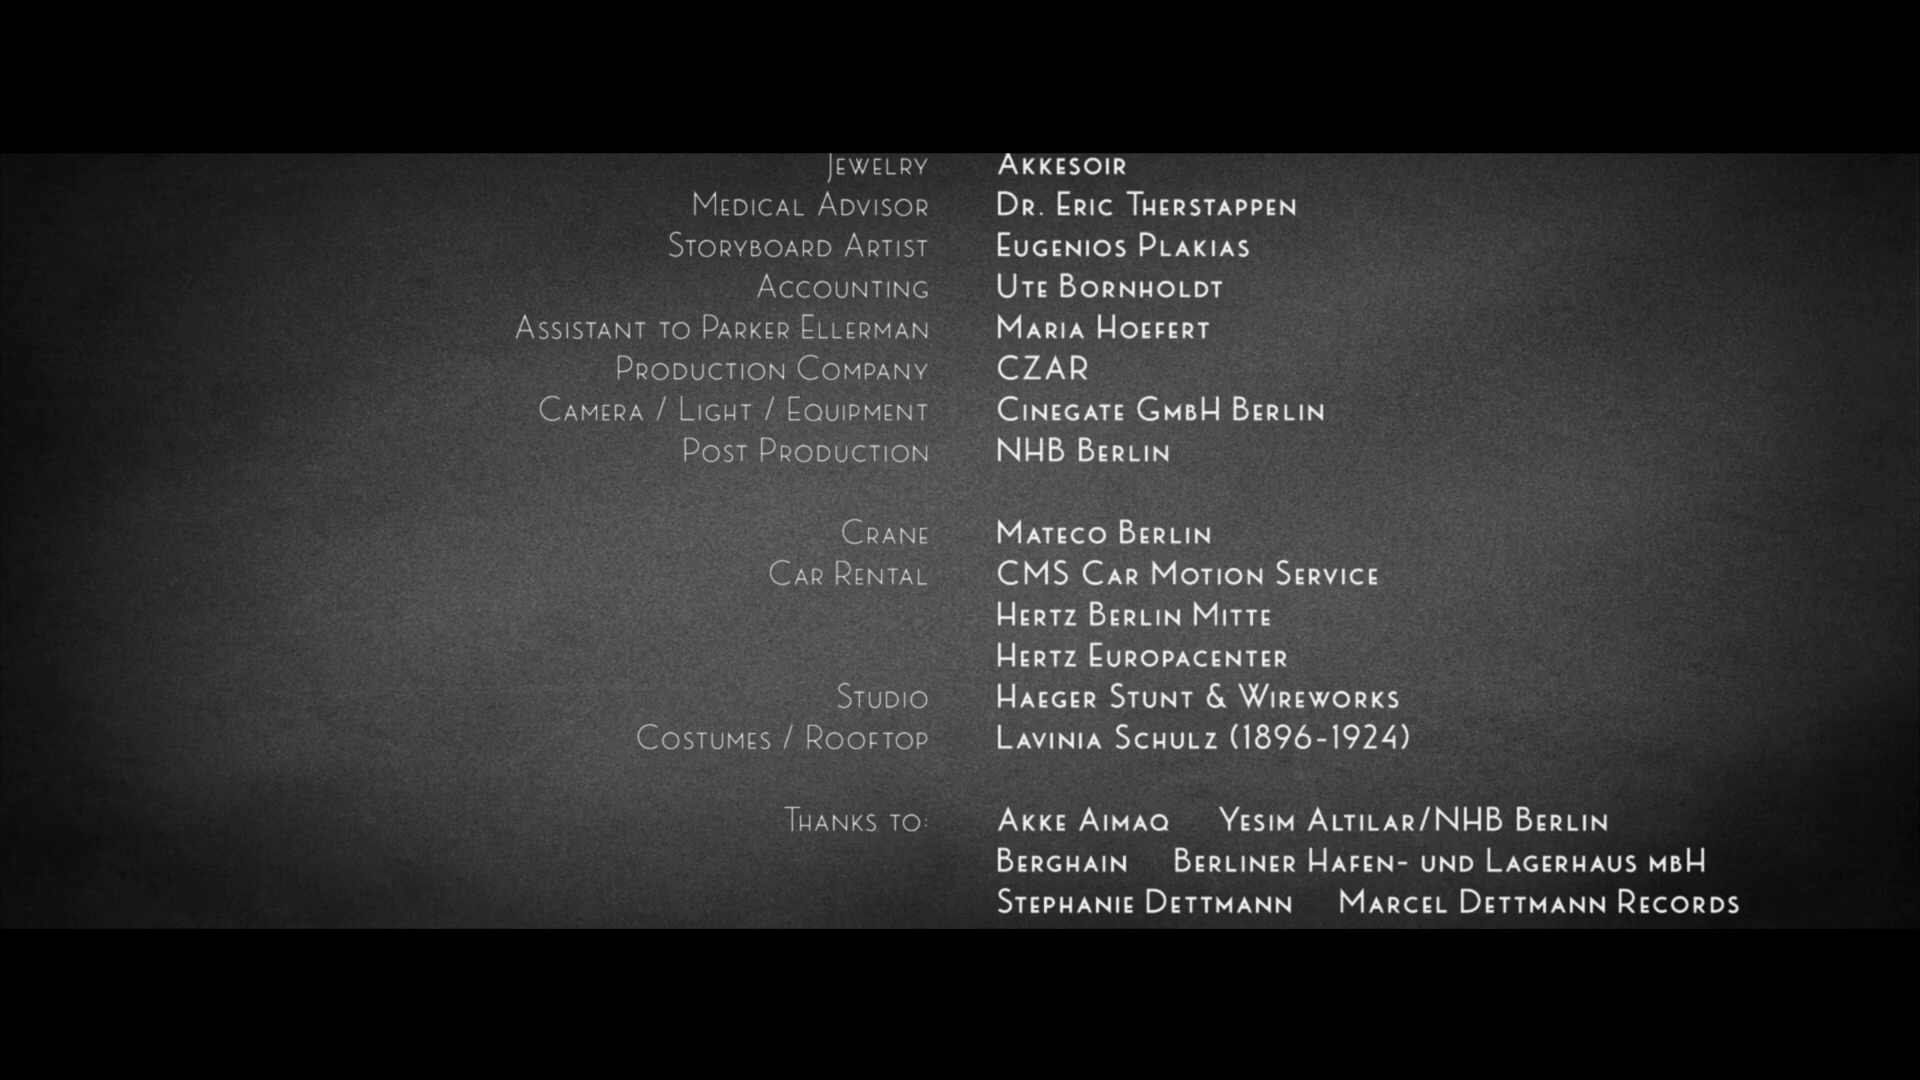 Jewelry Akkesoir
Medical Advisor Dr. Eric Therstappen
Storyboard Artist Eugenios Plakias
Accounting Ute Bornholdt
Assistant to Parker Ellerman Maria Hoefert
Production Company CZAR
Camera / Light / Equipment Cinegate GmbH Berlin
Post Production NHB Berlin
Crane Mateco Berlin
Car Rental CMS Car Motion Service
Hertz Berlin Mitte
Hertz Europacenter
Studio Haeger Stunt & Wireworks
Costumes / Rooftop Lavinia Schulz (1896-1924)
Thanks to: Akke Aimaq Yesim Altilar/NHB Berlin
Berghain Berliner Hafen- und Lagerhaus mbH
Stephanie Dettmann Marcel Dettmann Records